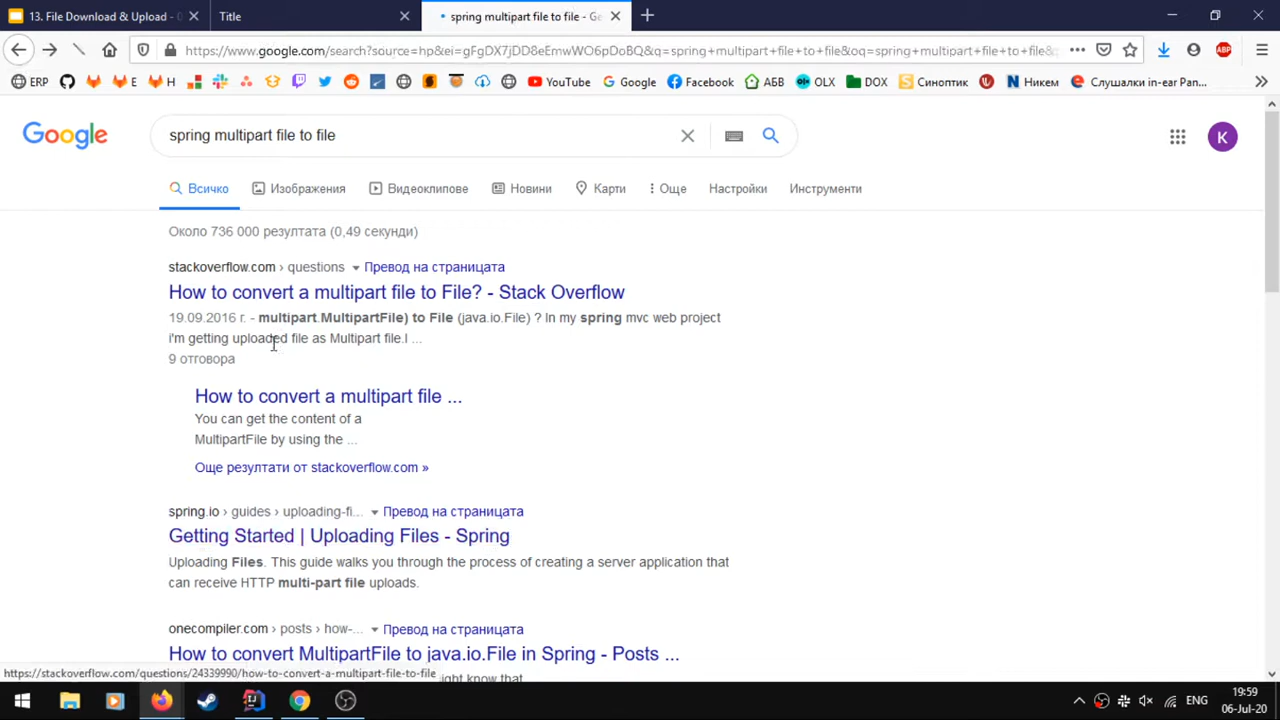 13. File Download & Upload -
Title
spring multipart file to file - Go
https://www.google.com/search?source=hp&ei=gFgDX7jDD8eEmwWO6pDoBQ&q=spring+multipart+file+to+file&oq=spring+multipart+file+to+file&
ERP
E
H
YouTube
Google
Facebook
АБВ
OLX
DOX
Синоптик
Никем
Слушалки in-ear Pan...
Google
spring multipart file to file
K
Всичко
Изображения
Видеоклипове
Новини
Карти
Още
Настройки
Инструменти
Около 736 000 резултата (0,49 секунди)
stackoverflow.com › questions
Превод на страницата
How to convert a multipart file to File? - Stack Overflow
19.09.2016 г. - multipart.MultipartFile) to File (java.io.File) ? In my spring mvc web project
i'm getting uploaded file as Multipart file.I ...
9 отговора
How to convert a multipart file ...
You can get the content of a
MultipartFile by using the ...
Още резултати от stackoverflow.com »
spring.io › guides › uploading-fi...
Превод на страницата
Getting Started | Uploading Files - Spring
Uploading Files. This guide walks you through the process of creating a server application that
can receive HTTP multi-part file uploads.
onecompiler.com › posts › how-...
Превод на страницата
How to convert MultipartFile to java.io.File in Spring - Posts ...
https://stackoverflow.com/questions/24339990/how-to-convert-a-multipart-file-to-file
ight know that
ENG
19:59
06-Jul-20